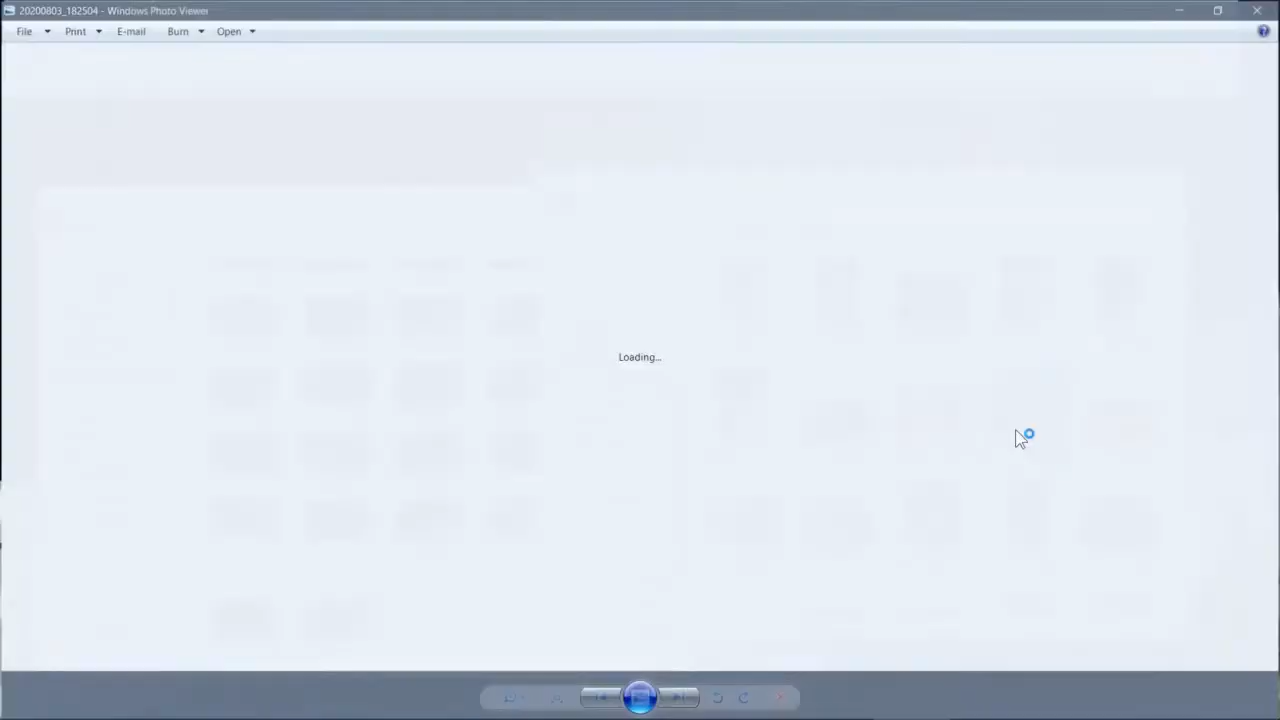 20200803_182504 - Windows Photo Viewer
File Print E-mail Burn Open
Loading...